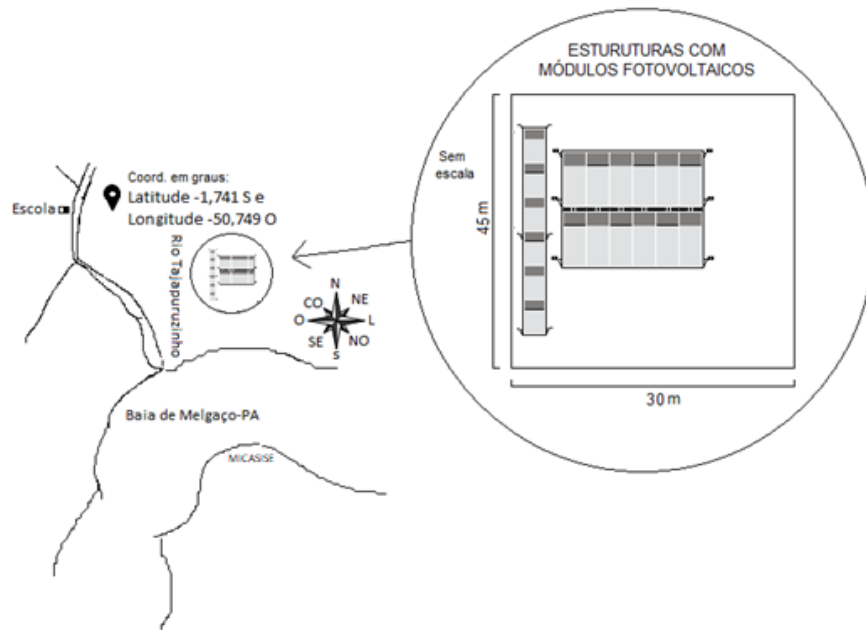 ESTURUTURAS COM
MÓDULOS FOTOVOLTAICOS
Sem
escala
45 m
30 m
Coord. em graus:
Latitude -1,741 S e
Longitude -50,749 O
Escola
Rio Tajapuruzinho
N
CO
NE
O
L
SE
NO
S
Baia de Melgaço-PA
MICASISE